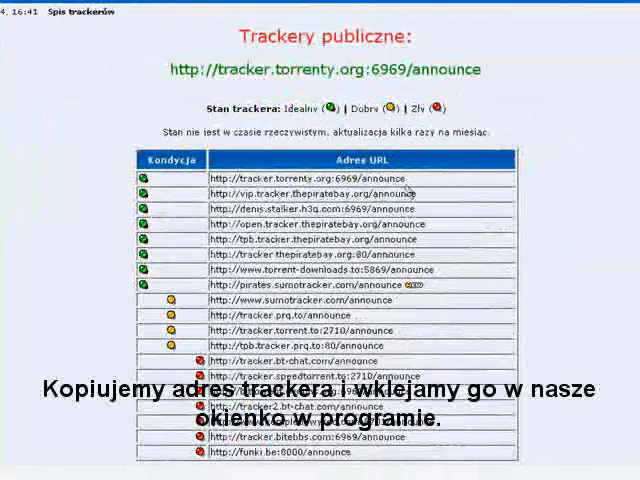 4, 16:41 Spis trackerów
Trackery publiczne:
http://tracker.torrenty.org:6969/announce
Stan trackera: Idealny () | Dobry () | Zły ()
Stan nie jest w czasie rzeczywistym, aktualizacja kilka razy na miesiąc.
Kondycja Adres URL
http://tracker.torrenty.org:6969/announce
http://vip.tracker.thepiratebay.org/announce
http://denis.stalker.h3q.com:6969/announce
http://open.tracker.thepiratebay.org/announce
http://tpb.tracker.thepiratebay.org/announce
http://tracker.thepiratebay.org:80/announce
http://www.torrent-downloads.to:5869/announce
http://pirates.sumotracker.com/announce
http://www.sumotracker.com/announce
http://tracker.prq.to/announce
http://tracker.torrent.to:2710/announce
http://tpb.tracker.prq.to:80/announce
http://tracker.bt-chat.com/announce
http://tracker.speedtorrent.to:2710/announce
Kopiujemy adres trackera i wklejamy go w nasze
http://tracker2.bt-chat.com/announce
okienko w programie.
http://tracker.bitebbs.com:6969/announce
http://funki.be:8000/announce